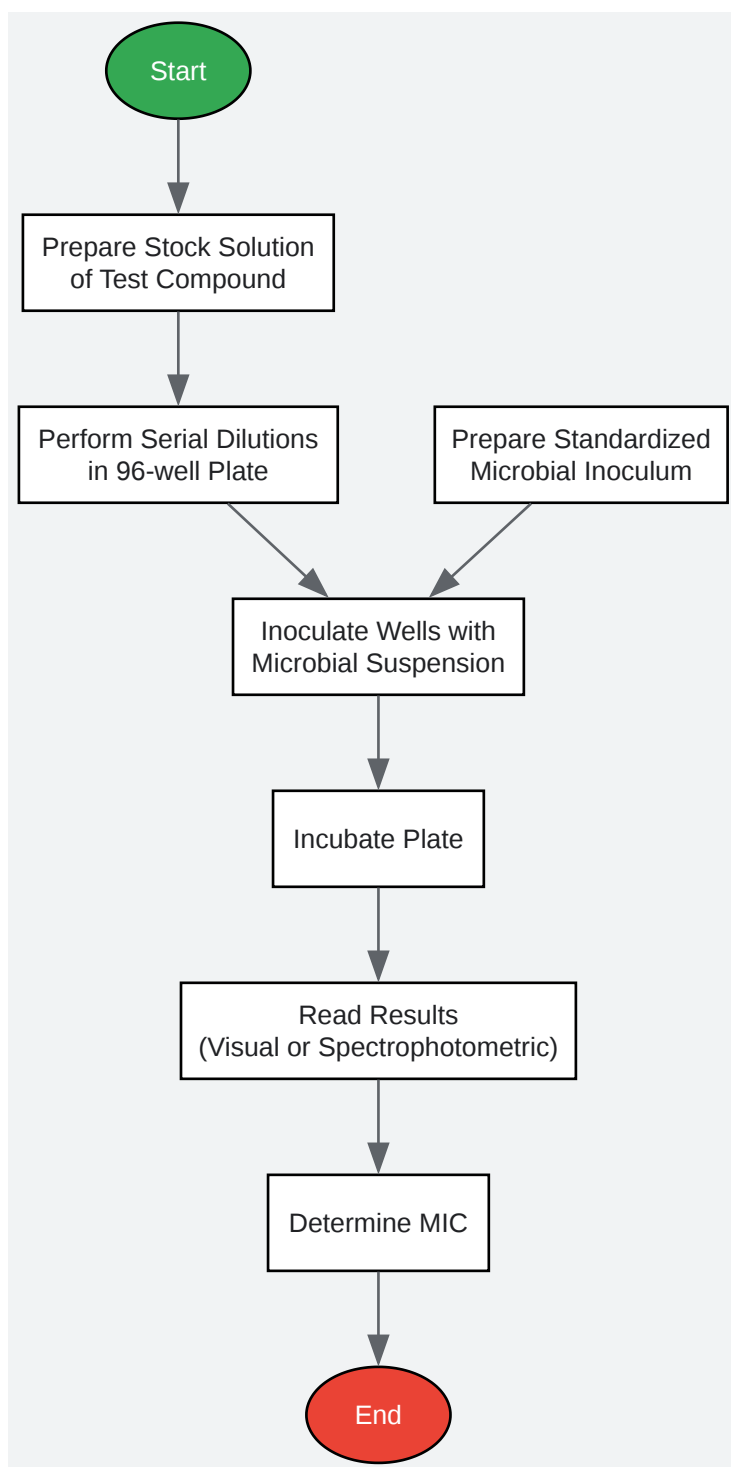 Start
Prepare Stock Solution
of Test Compound
Perform Serial Dilutions
in 96-well Plate
Prepare Standardized
Microbial Inoculum
Inoculate Wells with
Microbial Suspension
Incubate Plate
Read Results
(Visual or Spectrophotometric)
Determine MIC
End